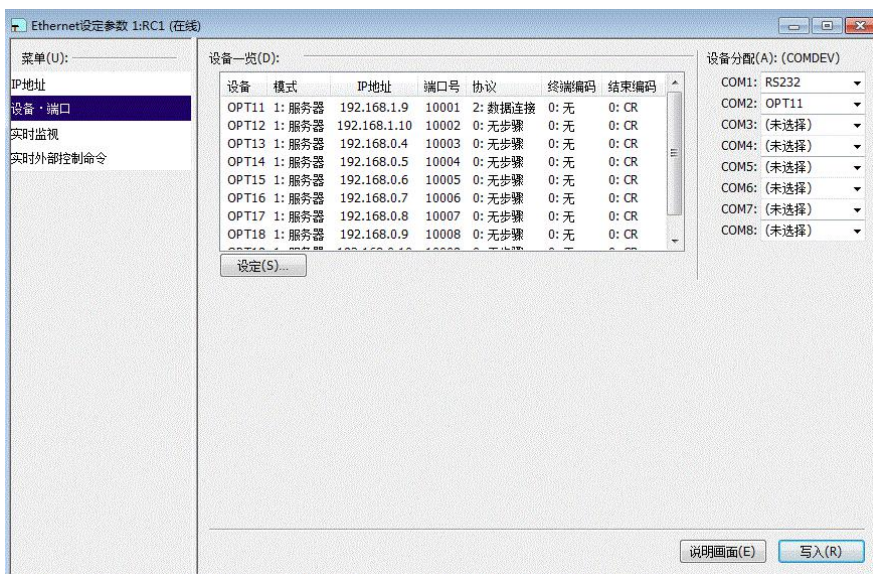 Ethernet设定参数 1:RC1 (在线)
菜单(U):
IP地址
设备・端口
实时监视
实时外部控制命令
设备一览(D):
设备 模式 IP地址 端口号 协议 终端编码 结束编码
OPT11 1: 服务器 192.168.1.9 10001 2: 数据连接 0: 无 0: CR
OPT12 1: 服务器 192.168.1.10 10002 0: 无步骤 0: 无 0: CR
OPT13 1: 服务器 192.168.0.4 10003 0: 无步骤 0: 无 0: CR
OPT14 1: 服务器 192.168.0.5 10004 0: 无步骤 0: 无 0: CR
OPT15 1: 服务器 192.168.0.6 10005 0: 无步骤 0: 无 0: CR
OPT16 1: 服务器 192.168.0.7 10006 0: 无步骤 0: 无 0: CR
OPT17 1: 服务器 192.168.0.8 10007 0: 无步骤 0: 无 0: CR
OPT18 1: 服务器 192.168.0.9 10008 0: 无步骤 0: 无 0: CR
设定(S)...
设备分配(A): (COMDEV)
COM1: RS232
COM2: OPT11
COM3: (未选择)
COM4: (未选择)
COM5: (未选择)
COM6: (未选择)
COM7: (未选择)
COM8: (未选择)
说明画面(E)
写入(R)